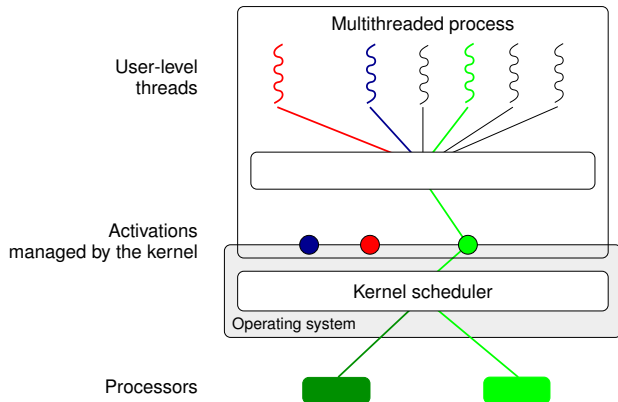 Multithreaded process
User-level
threads
Activations
managed by the kernel
Kernel scheduler
Operating system
Processors